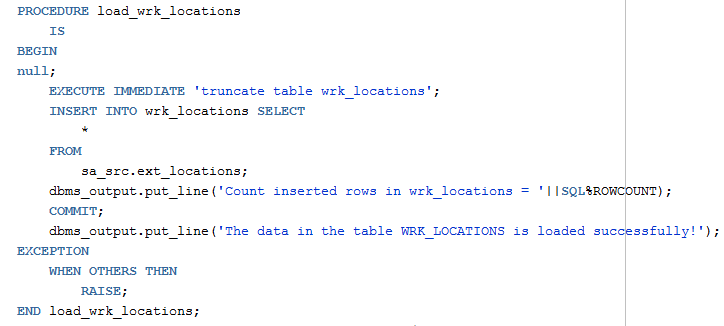 PROCEDURE load_wrk_locations
IS
BEGIN
null;
EXECUTE IMMEDIATE 'truncate table wrk_locations';
INSERT INTO wrk_locations SELECT
*
FROM
sa_src.ext_locations;
dbms_output.put_line('Count inserted rows in wrk_locations = '||SQL%ROWCOUNT);
COMMIT;
dbms_output.put_line('The data in the table WRK_LOCATIONS is loaded successfully!');
EXCEPTION
WHEN OTHERS THEN
RAISE;
END load_wrk_locations;